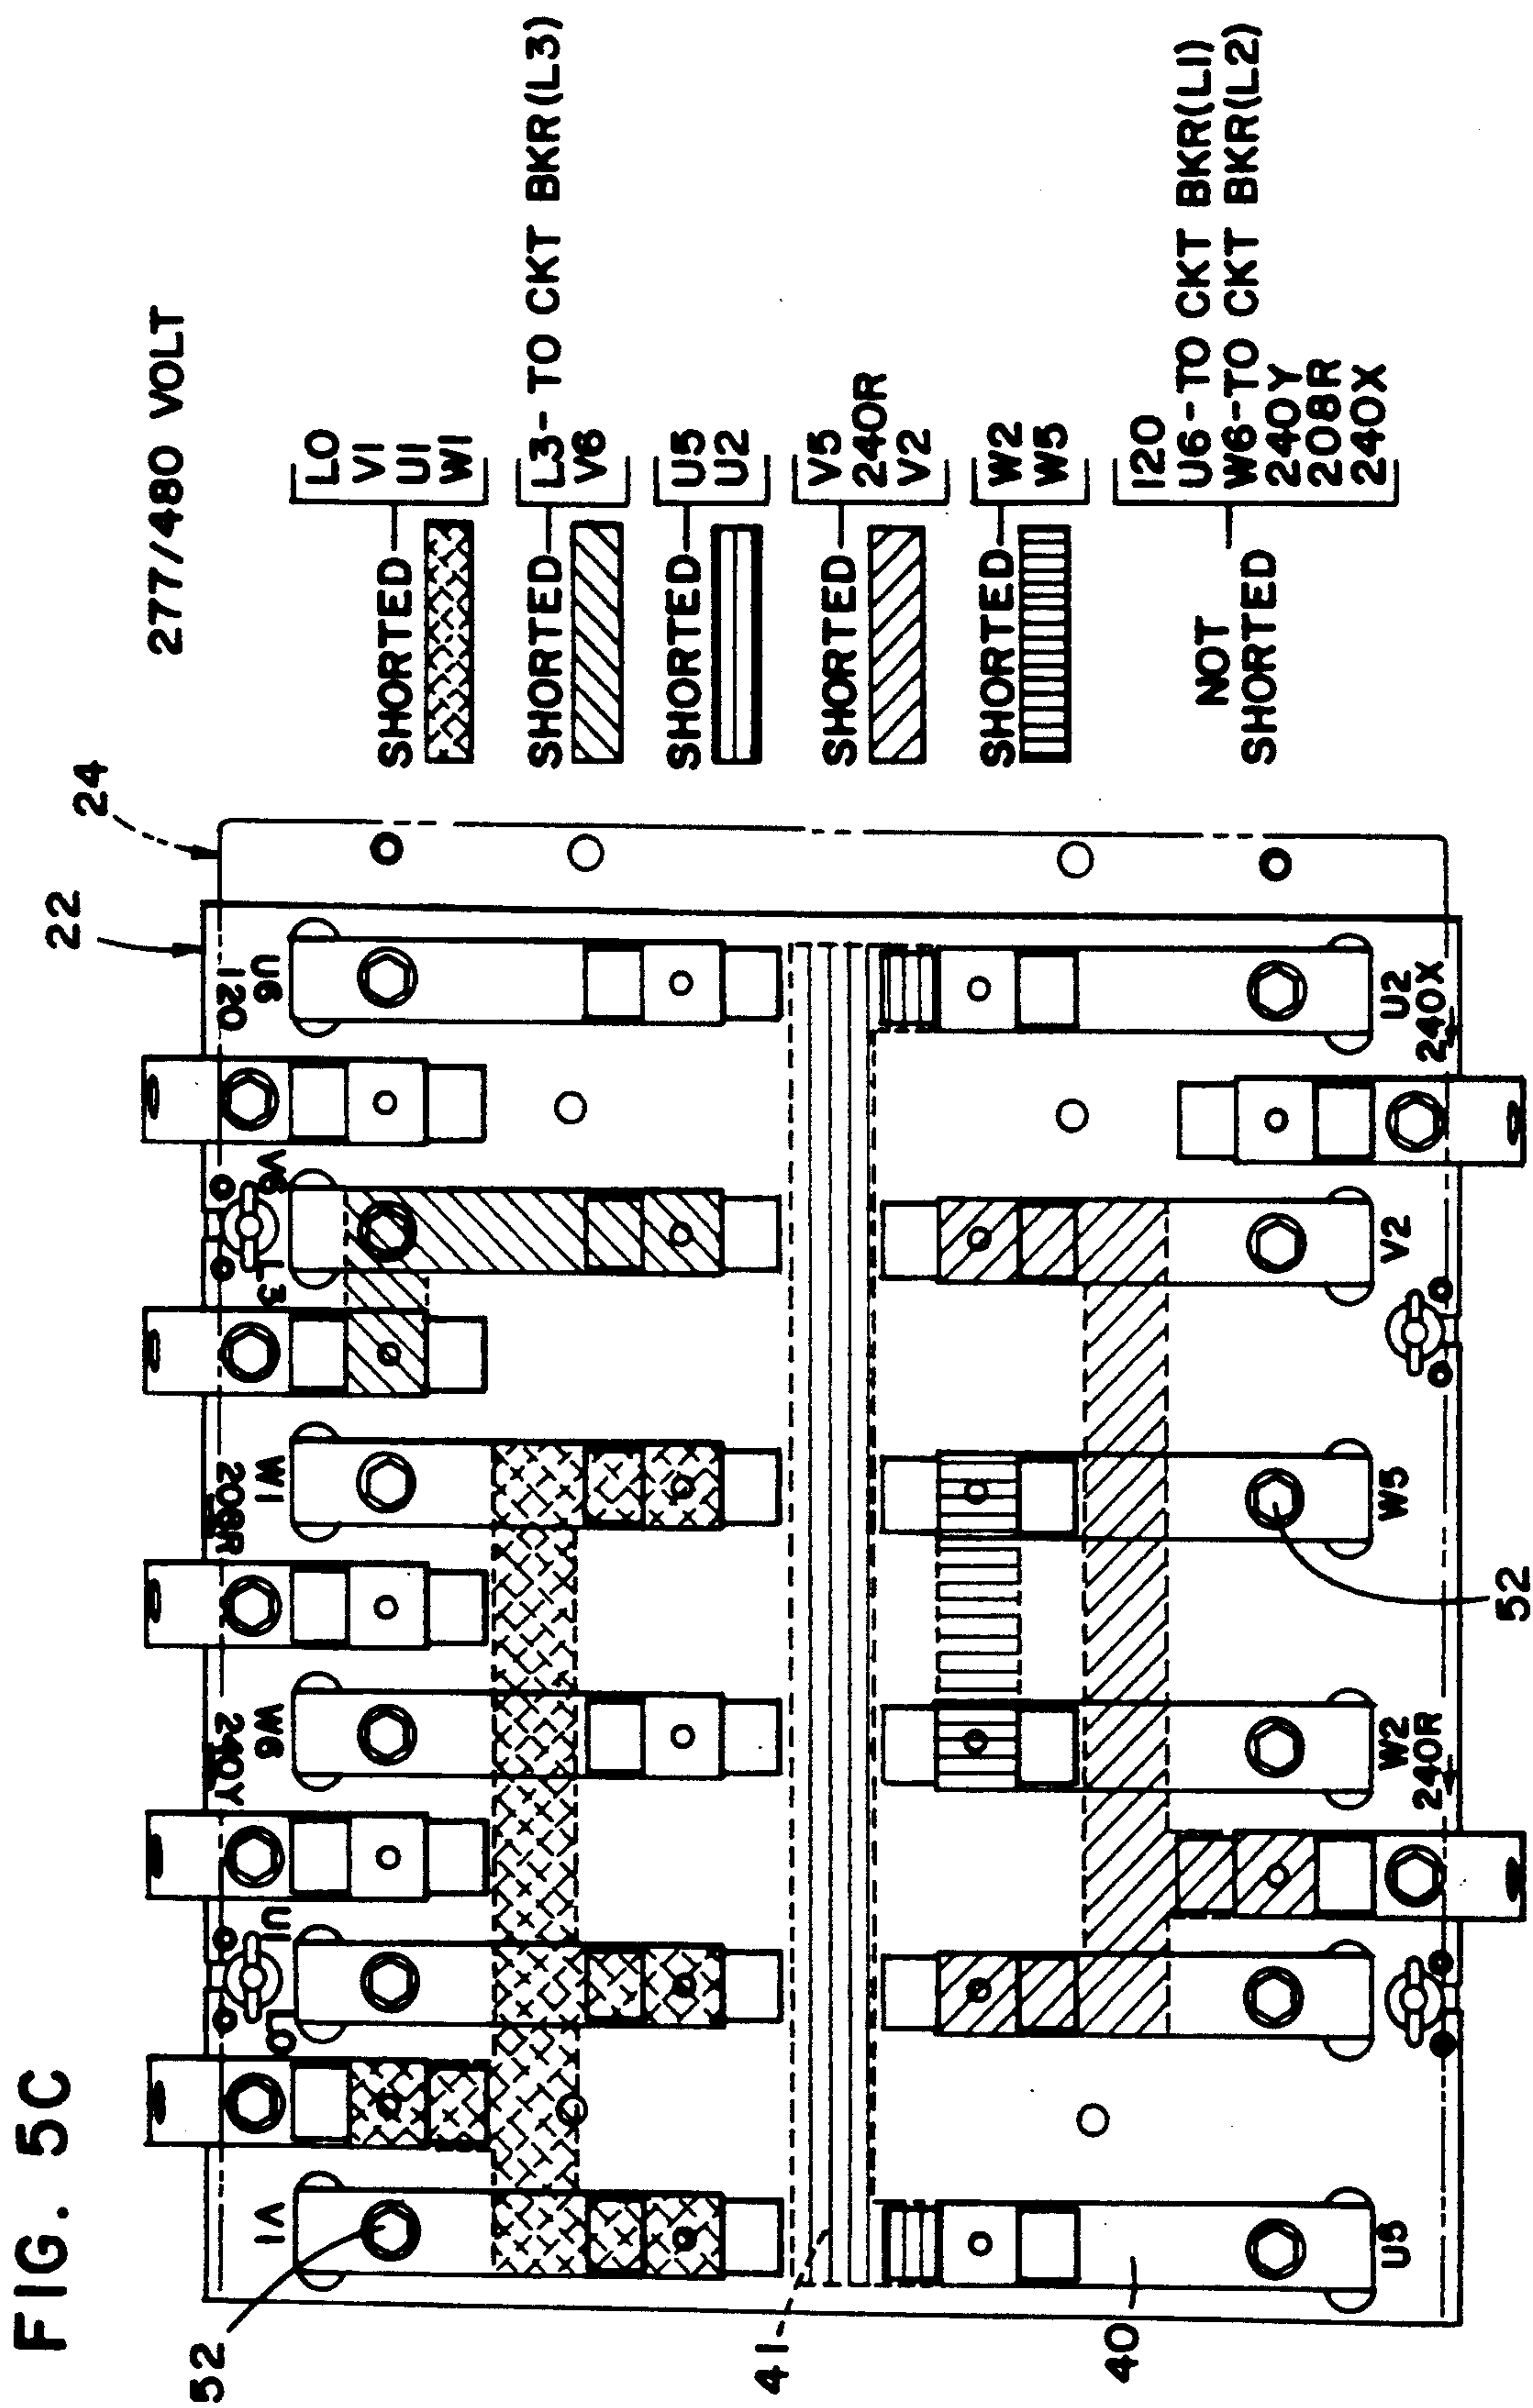 FIG. 5C
277/480 VOLT
22
24
52
V1
L0
U1
240Y
W6
208R
W1
L3
V6
120
U6
41
40
U5
W2
240R
W5
V2
U2
240X
52
SHORTED
L0
V1
U1
W1
SHORTED
L3-TO CKT BKR(L3)
V6
SHORTED
U5
U2
SHORTED
V5
240R
V2
SHORTED
W2
W5
NOT
SHORTED
120
U6-TO CKT BKR(L1)
W6-TO CKT BKR(L2)
240Y
208R
240X